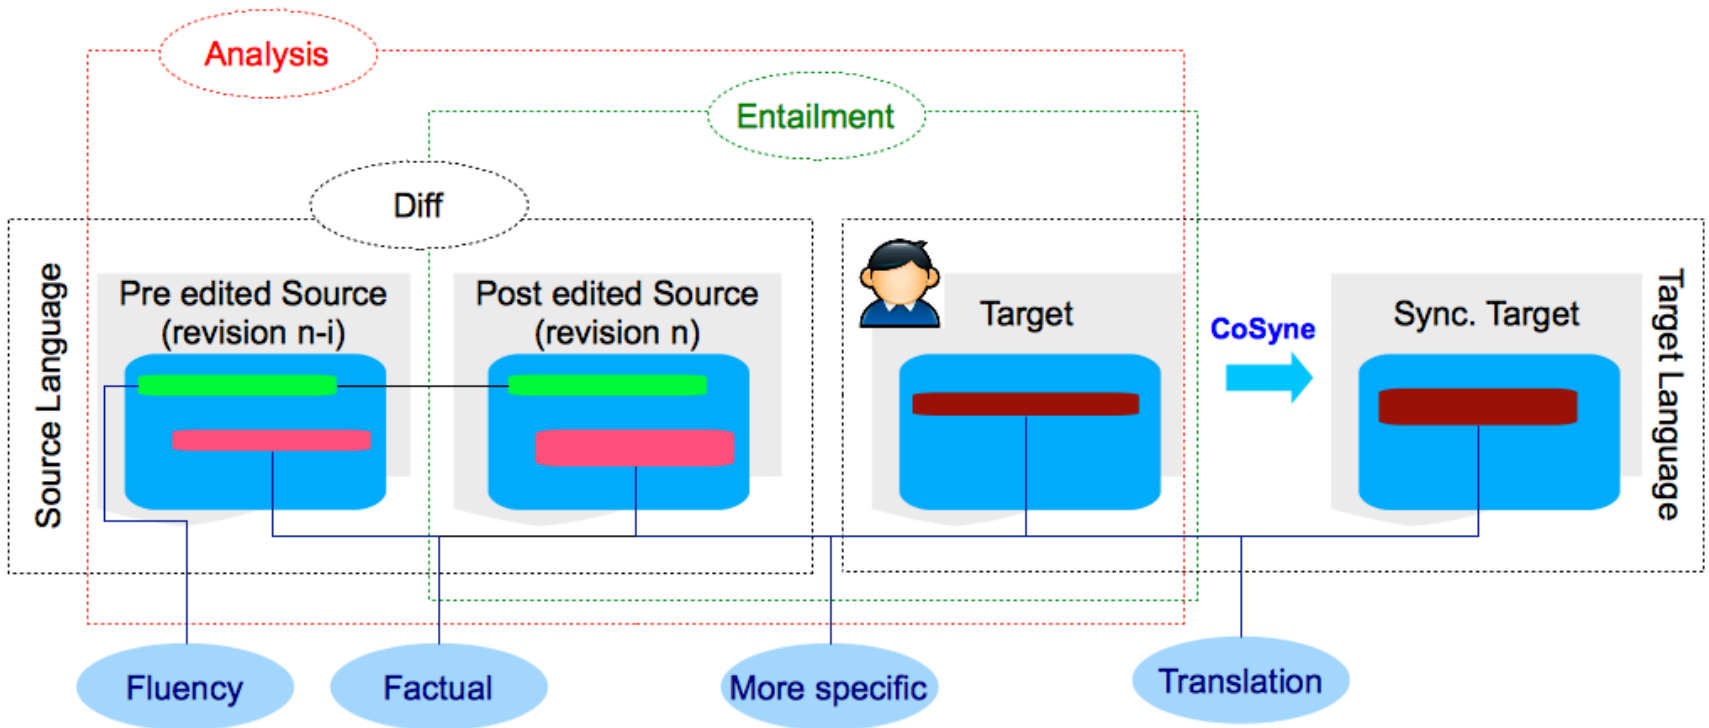 Analysis
Entailment
Diff
Source Language
Pre edited Source
(revision n-i)
Post edited Source
(revision n)
Target
CoSyne
Sync. Target
Target Language
Fluency
Factual
More specific
Translation